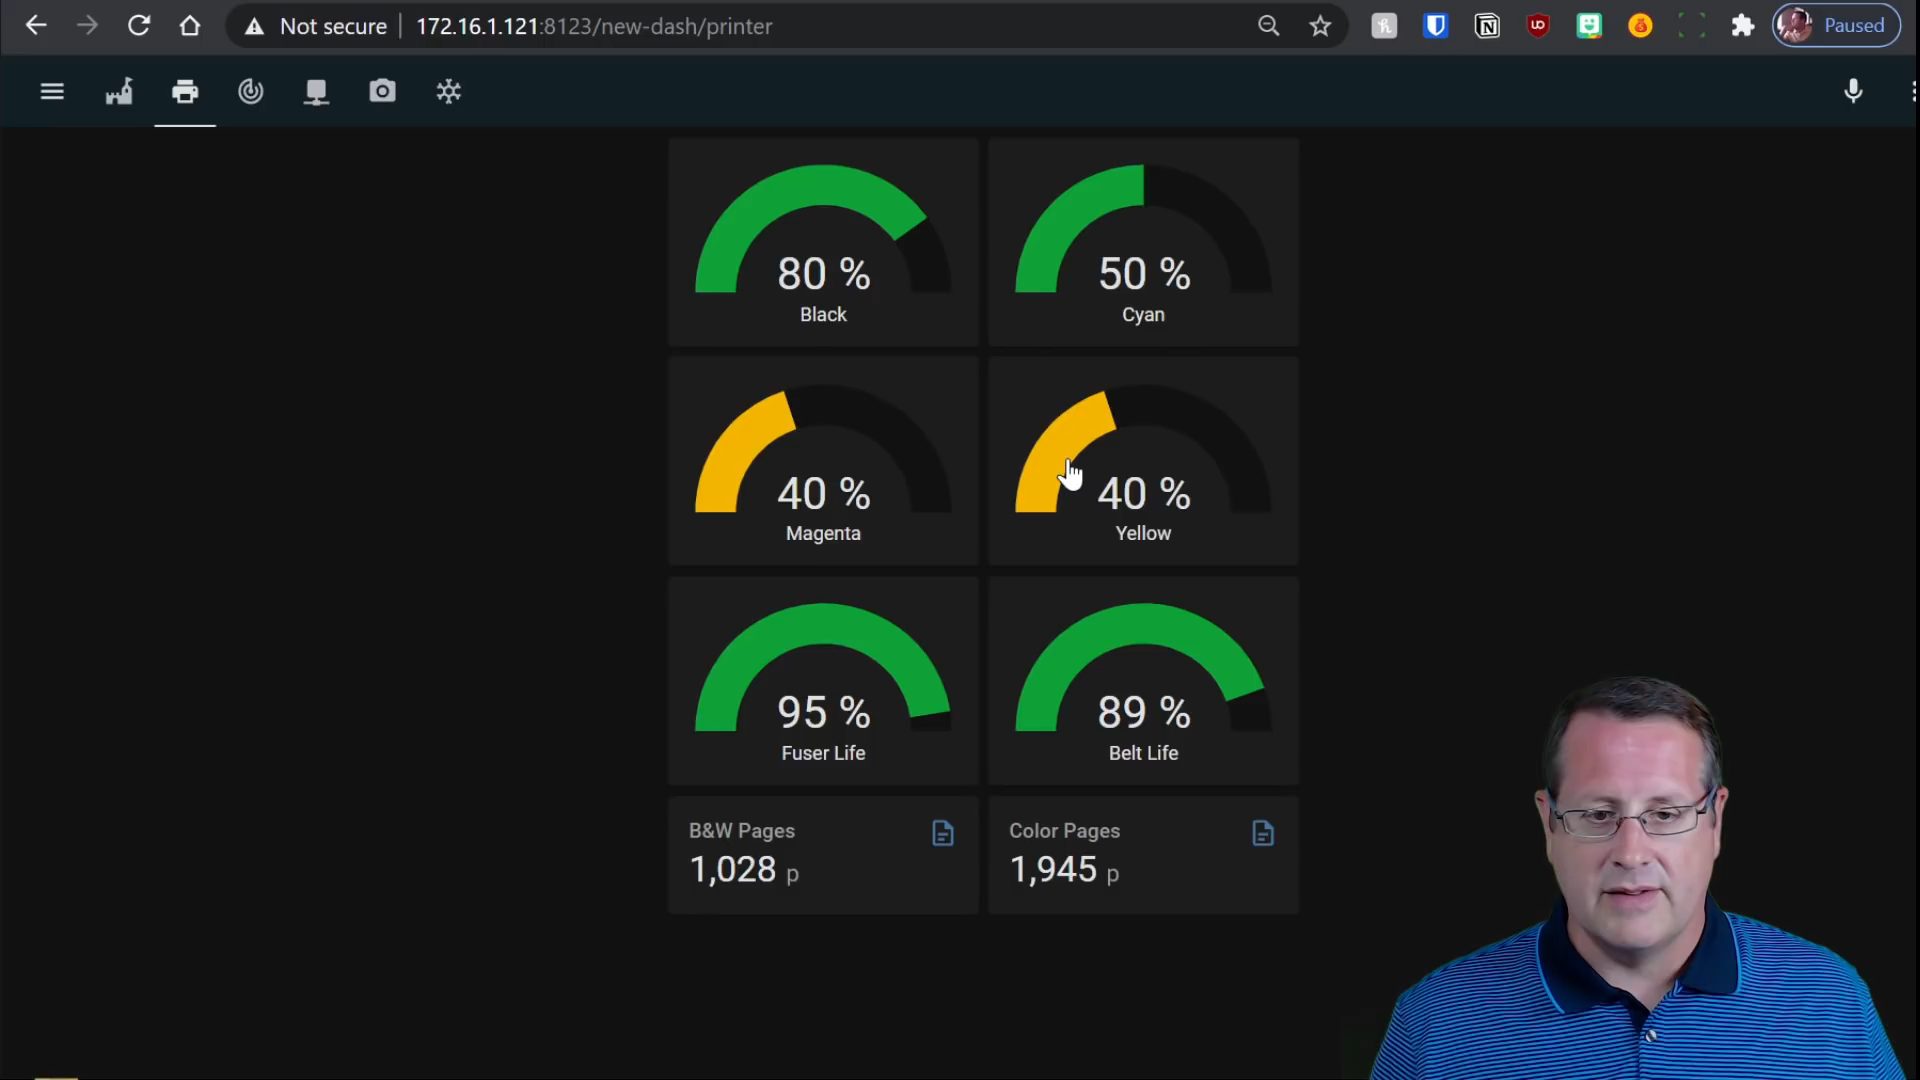 Not secure 172.16.1.121:8123/new-dash/printer
Paused
80 %
Black
50 %
Cyan
40 %
Magenta
40 %
Yellow
95 %
Fuser Life
89 %
Belt Life
B&W Pages
1,028 p
Color Pages
1,945 p